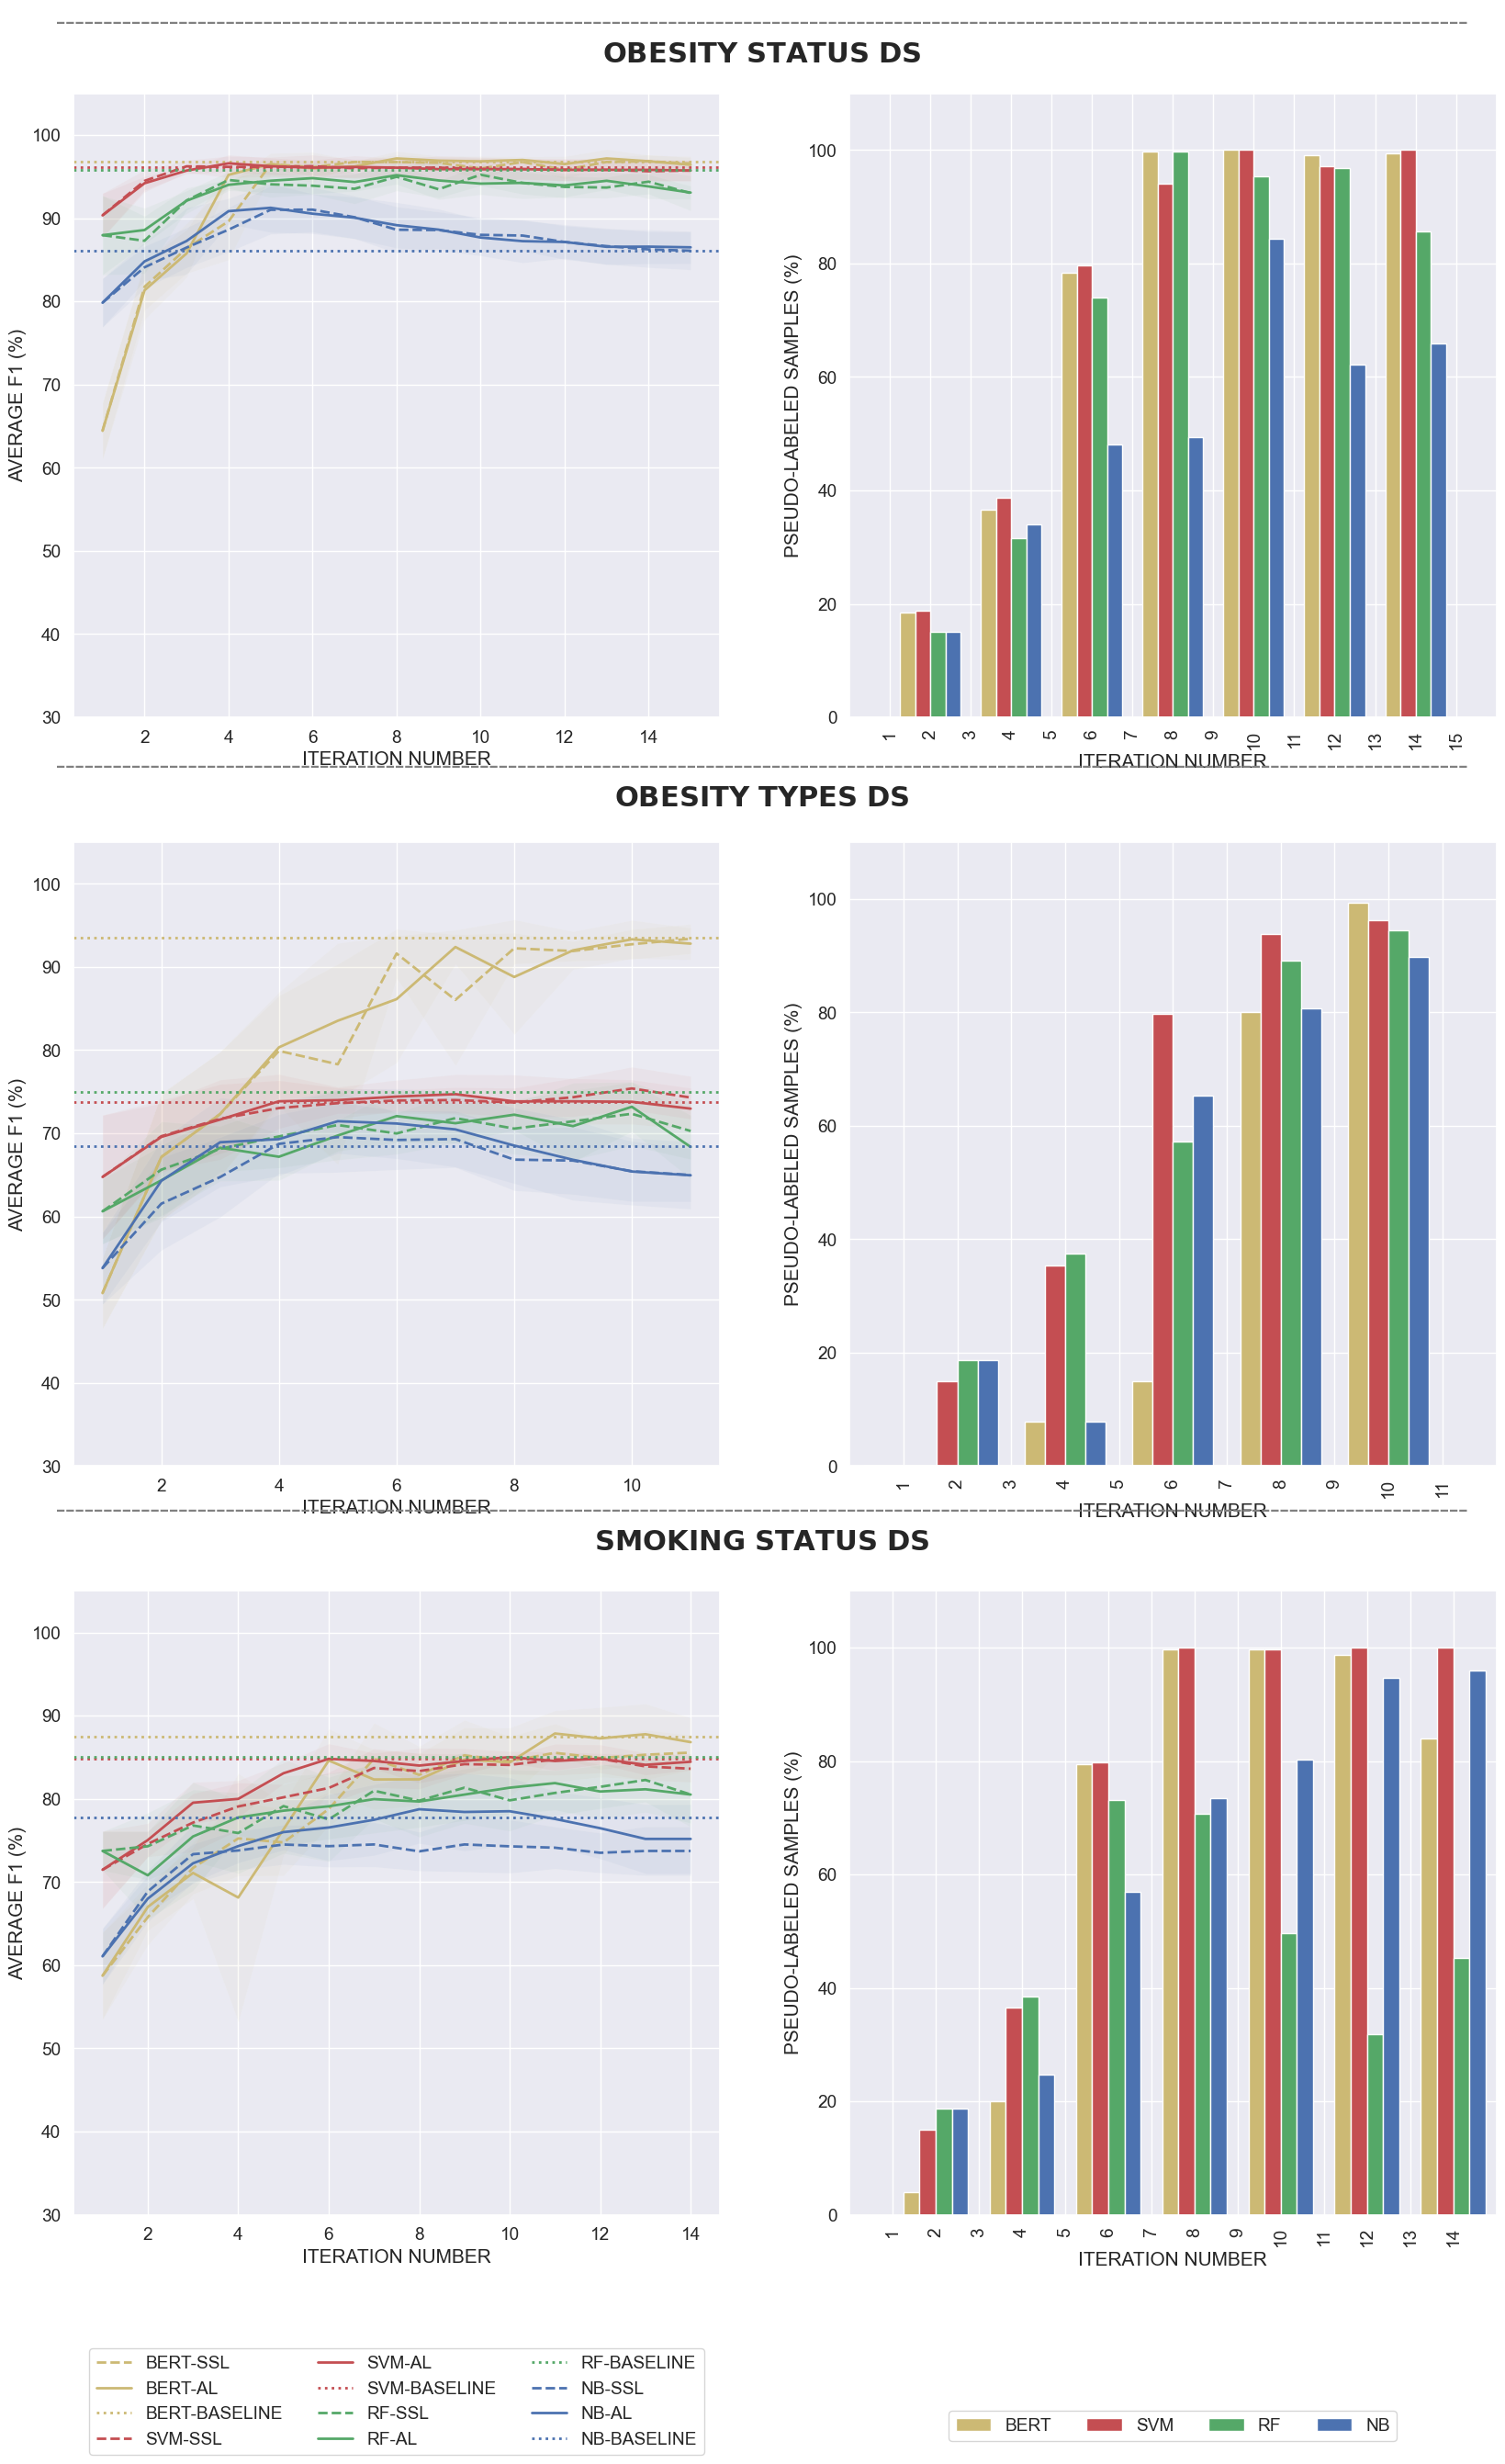 OBESITY STATUS DS
AVERAGE F1 (%)
100
90
80
70
60
50
40
30
2 4 6 8 10 12 14
ITERATION NUMBER
PSEUDO-LABELED SAMPLES (%)
100
80
60
40
20
0
1 2 3 4 5 6 7 8 9 10 11 12 13 14 15
ITERATION NUMBER
OBESITY TYPES DS
AVERAGE F1 (%)
100
90
80
70
60
50
40
30
2 4 6 8 10
ITERATION NUMBER
PSEUDO-LABELED SAMPLES (%)
100
80
60
40
20
0
1 2 3 4 5 6 7 8 9 10 11
ITERATION NUMBER
SMOKING STATUS DS
AVERAGE F1 (%)
100
90
80
70
60
50
40
30
2 4 6 8 10 12 14
ITERATION NUMBER
PSEUDO-LABELED SAMPLES (%)
100
80
60
40
20
0
1 2 3 4 5 6 7 8 9 10 11 12 13 14
ITERATION NUMBER
BERT-SSL
BERT-AL
BERT-BASELINE
SVM-SSL
SVM-AL
SVM-BASELINE
RF-SSL
RF-AL
RF-BASELINE
NB-SSL
NB-AL
NB-BASELINE
BERT SVM RF NB